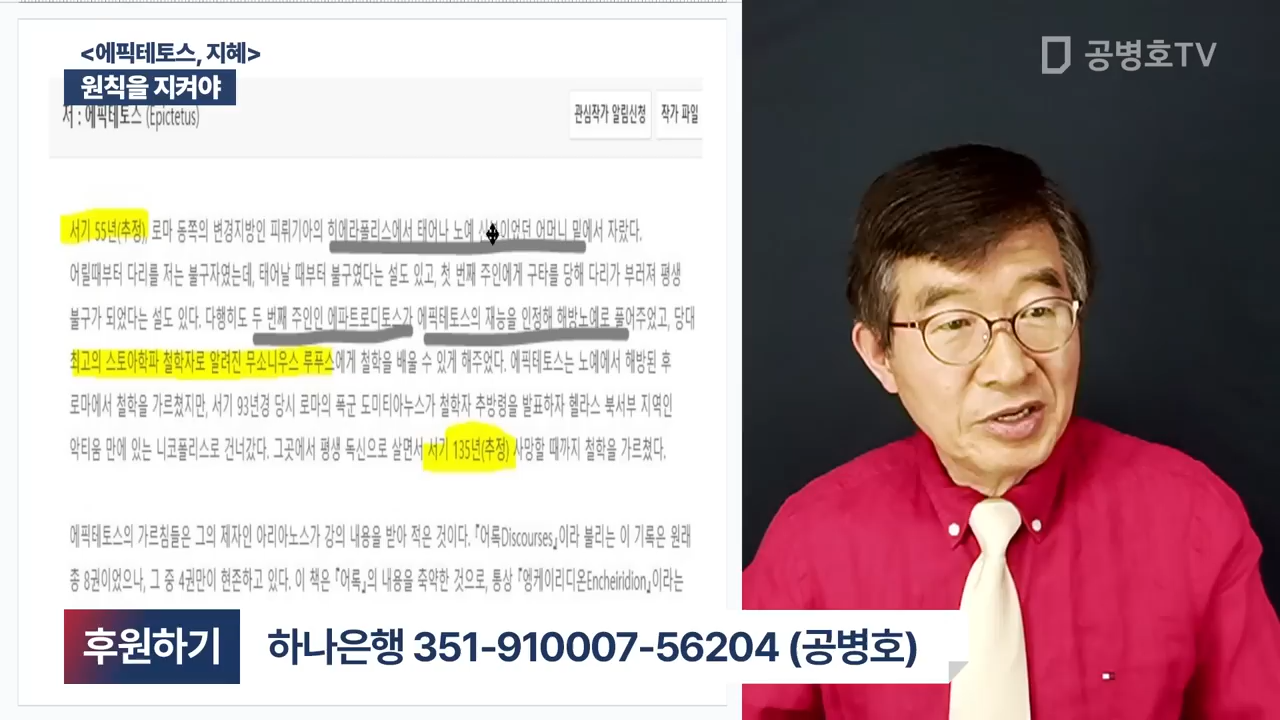 <에픽테토스, 지혜>
원칙을 지켜야
공병호TV
저 : 에픽테토스 (Epictetus)
관심작가 알림신청
작가 파일
서기 55년(추정), 로마 동쪽의 변경지방인 피뤼기아의 히에라폴리스에서 태어나 노예 어머니 밑에서 자랐다.
어릴때부터 다리를 저는 불구자였는데, 태어날 때부터 불구였다는 설도 있고, 첫 번째 주인에게 구타를 당해 다리가 부러져 평생
불구가 되었다는 설도 있다. 다행히도 두 번째 주인인 에파프로디토스가 에픽테토스의 재능을 인정해 해방노예로 풀어주었고, 당대
최고의 스토아학파 철학자로 알려진 무소니우스 루푸스에게 철학을 배울 수 있게 해주었다. 에픽테토스는 노예에서 해방된 후
로마에서 철학을 가르쳤지만, 서기 93년경 당시 로마의 폭군 도미티아누스가 철학자 추방령을 발표하자 헬라스 북서부 지역인
악티움 만에 있는 니코폴리스로 건너갔다. 그곳에서 평생 독신으로 살면서 서기 135년(추정) 사망할 때까지 철학을 가르쳤다.
에픽테토스의 가르침들은 그의 제자인 아리아노스가 강의 내용을 받아 적은 것이다. 『어록Discourses』이라 불리는 이 기록은 원래
총 8권이었으나, 그 중 4권만이 현존하고 있다. 이 책은 『어록』의 내용을 축약한 것으로, 통상 『엥케이리디온Encheiridion』이라는
후원하기
하나은행 351-910007-56204 (공병호)